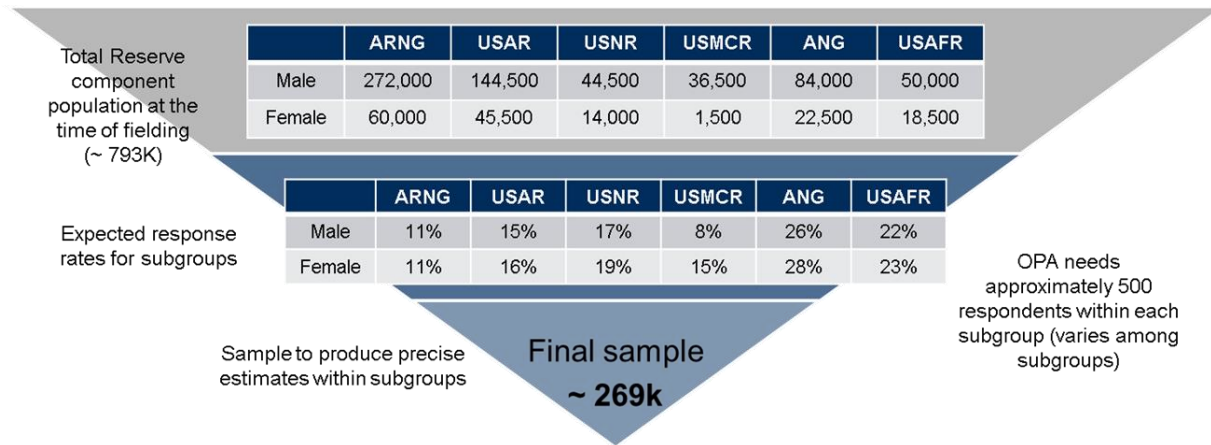 Total Reserve
component
population at the
time of fielding
(~ 793K)
ARNG USAR USNR USMCR ANG USAFR
Male 272,000 144,500 44,500 36,500 84,000 50,000
Female 60,000 45,500 14,000 1,500 22,500 18,500
Expected response
rates for subgroups
ARNG USAR USNR USMCR ANG USAFR
Male 11% 15% 17% 8% 26% 22%
Female 11% 16% 19% 15% 28% 23%
OPA needs
approximately 500
respondents within each
subgroup (varies among
subgroups)
Sample to produce precise
estimates within subgroups
Final sample
~ 269k